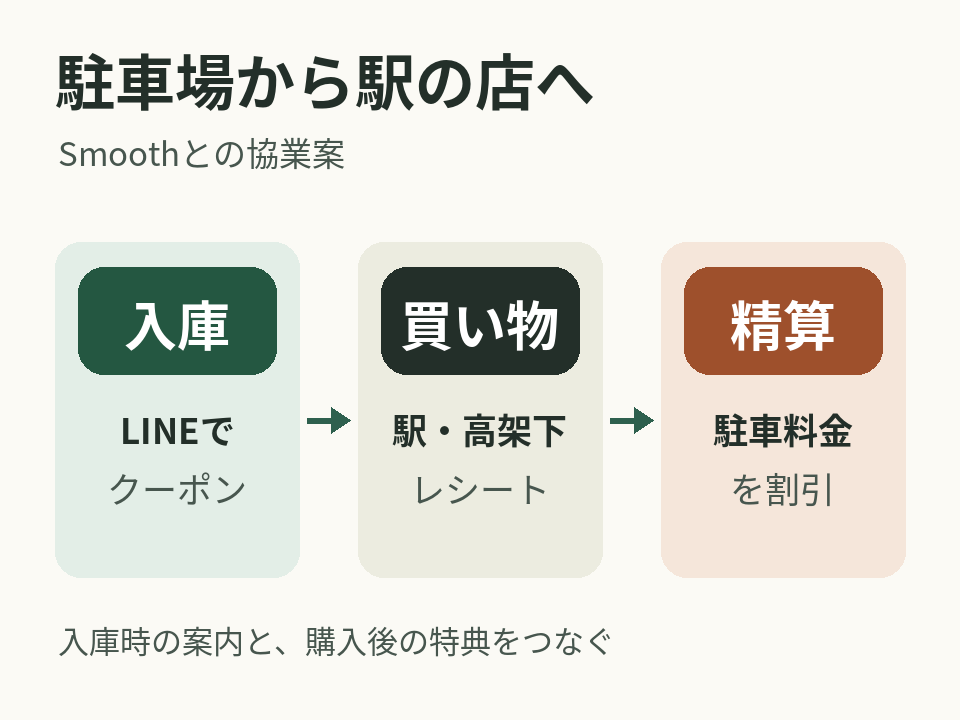 駐車場から駅の店へ
Smoothとの協業案
入庫
LINEで
クーポン
買い物
駅・高架下
レシート
精算
駐車料金
を割引
入庫時の案内と、購入後の特典をつなぐ